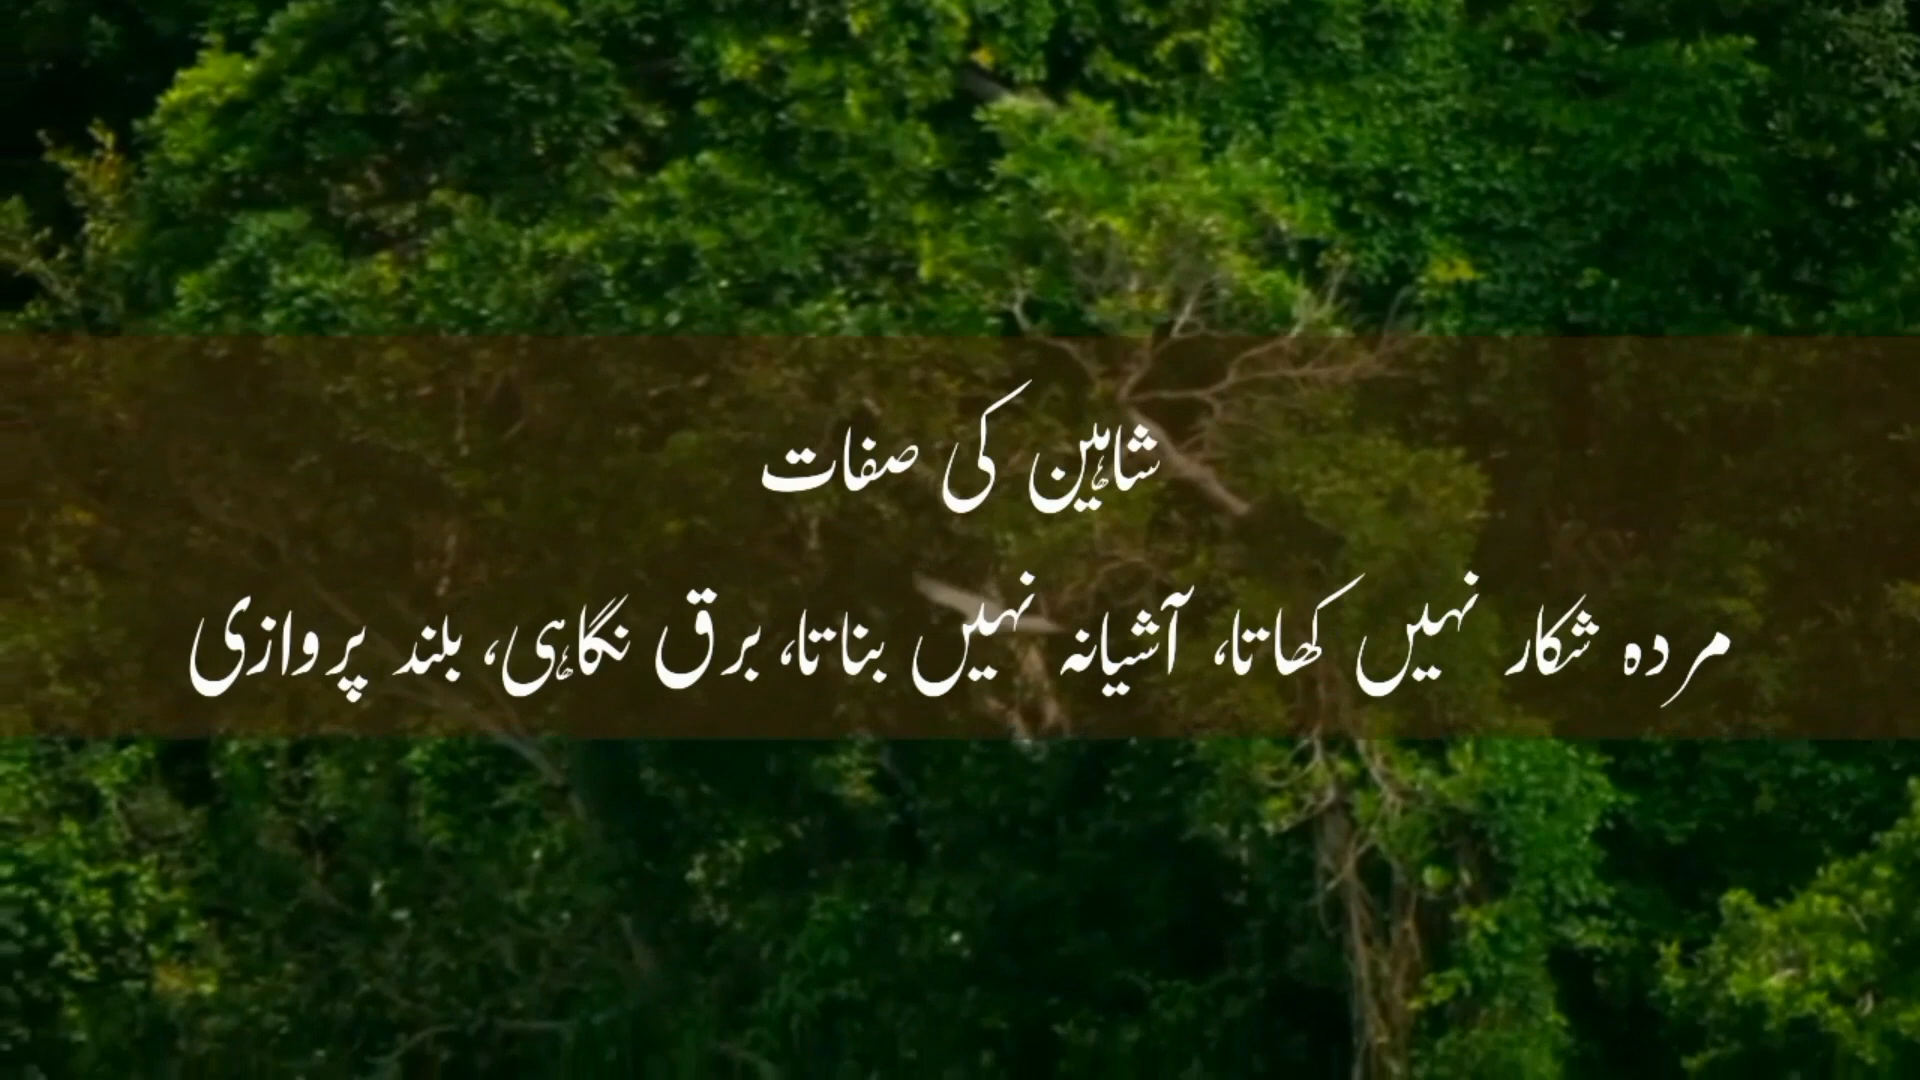 شاہین کی صفات
مردہ شکار نہیں کھاتا، آشیانہ نہیں بناتا، برق نگاہی، بلند پروازی